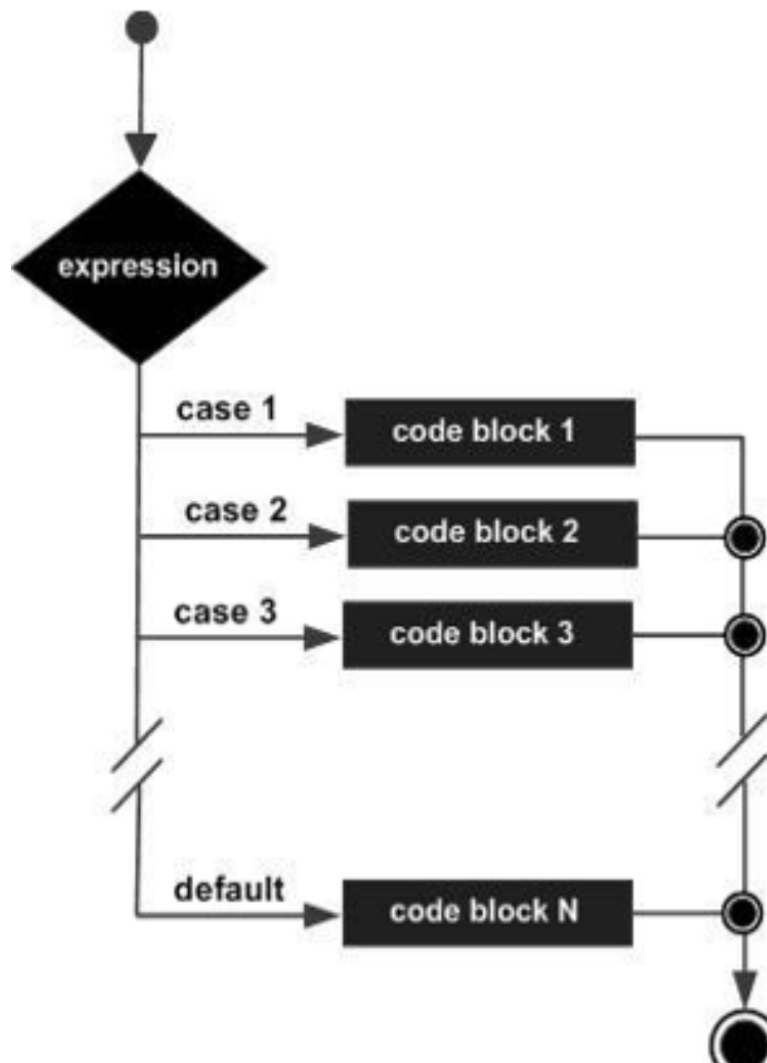 expression
case 1
code block 1
case 2
code block 2
case 3
code block 3
default
code block N